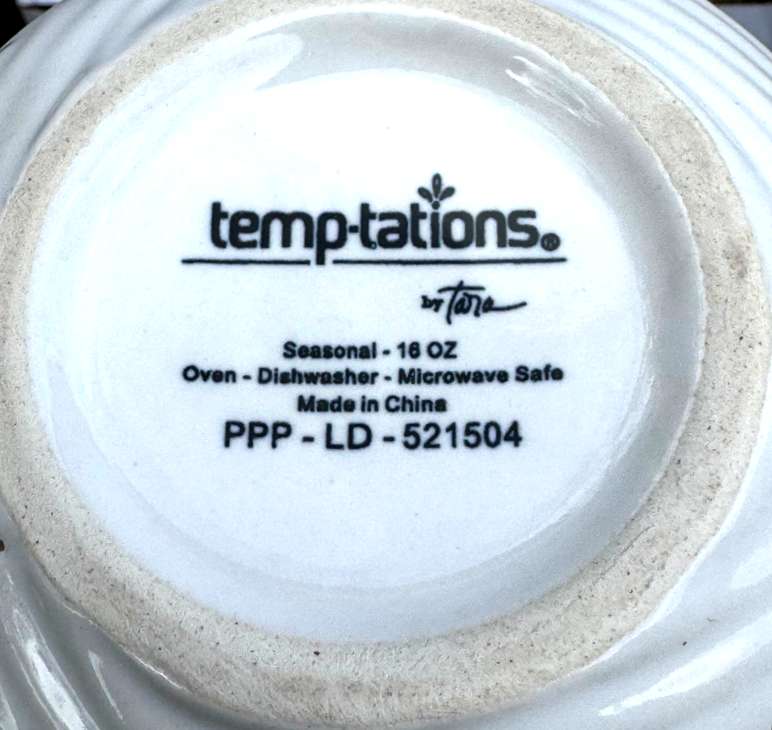 temp-tations®
by Tara
Seasonal - 16 OZ
Oven - Dishwasher - Microwave Safe
Made in China
PPP - LD - 521504